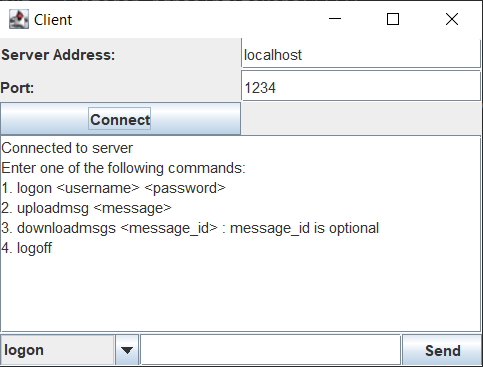 Client
Server Address:
localhost
Port:
1234
Connect
Connected to server
Enter one of the following commands:
1. logon <username> <password>
2. uploadmsg <message>
3. downloadmsgs <message_id> : message_id is optional
4. logoff
logon
Send